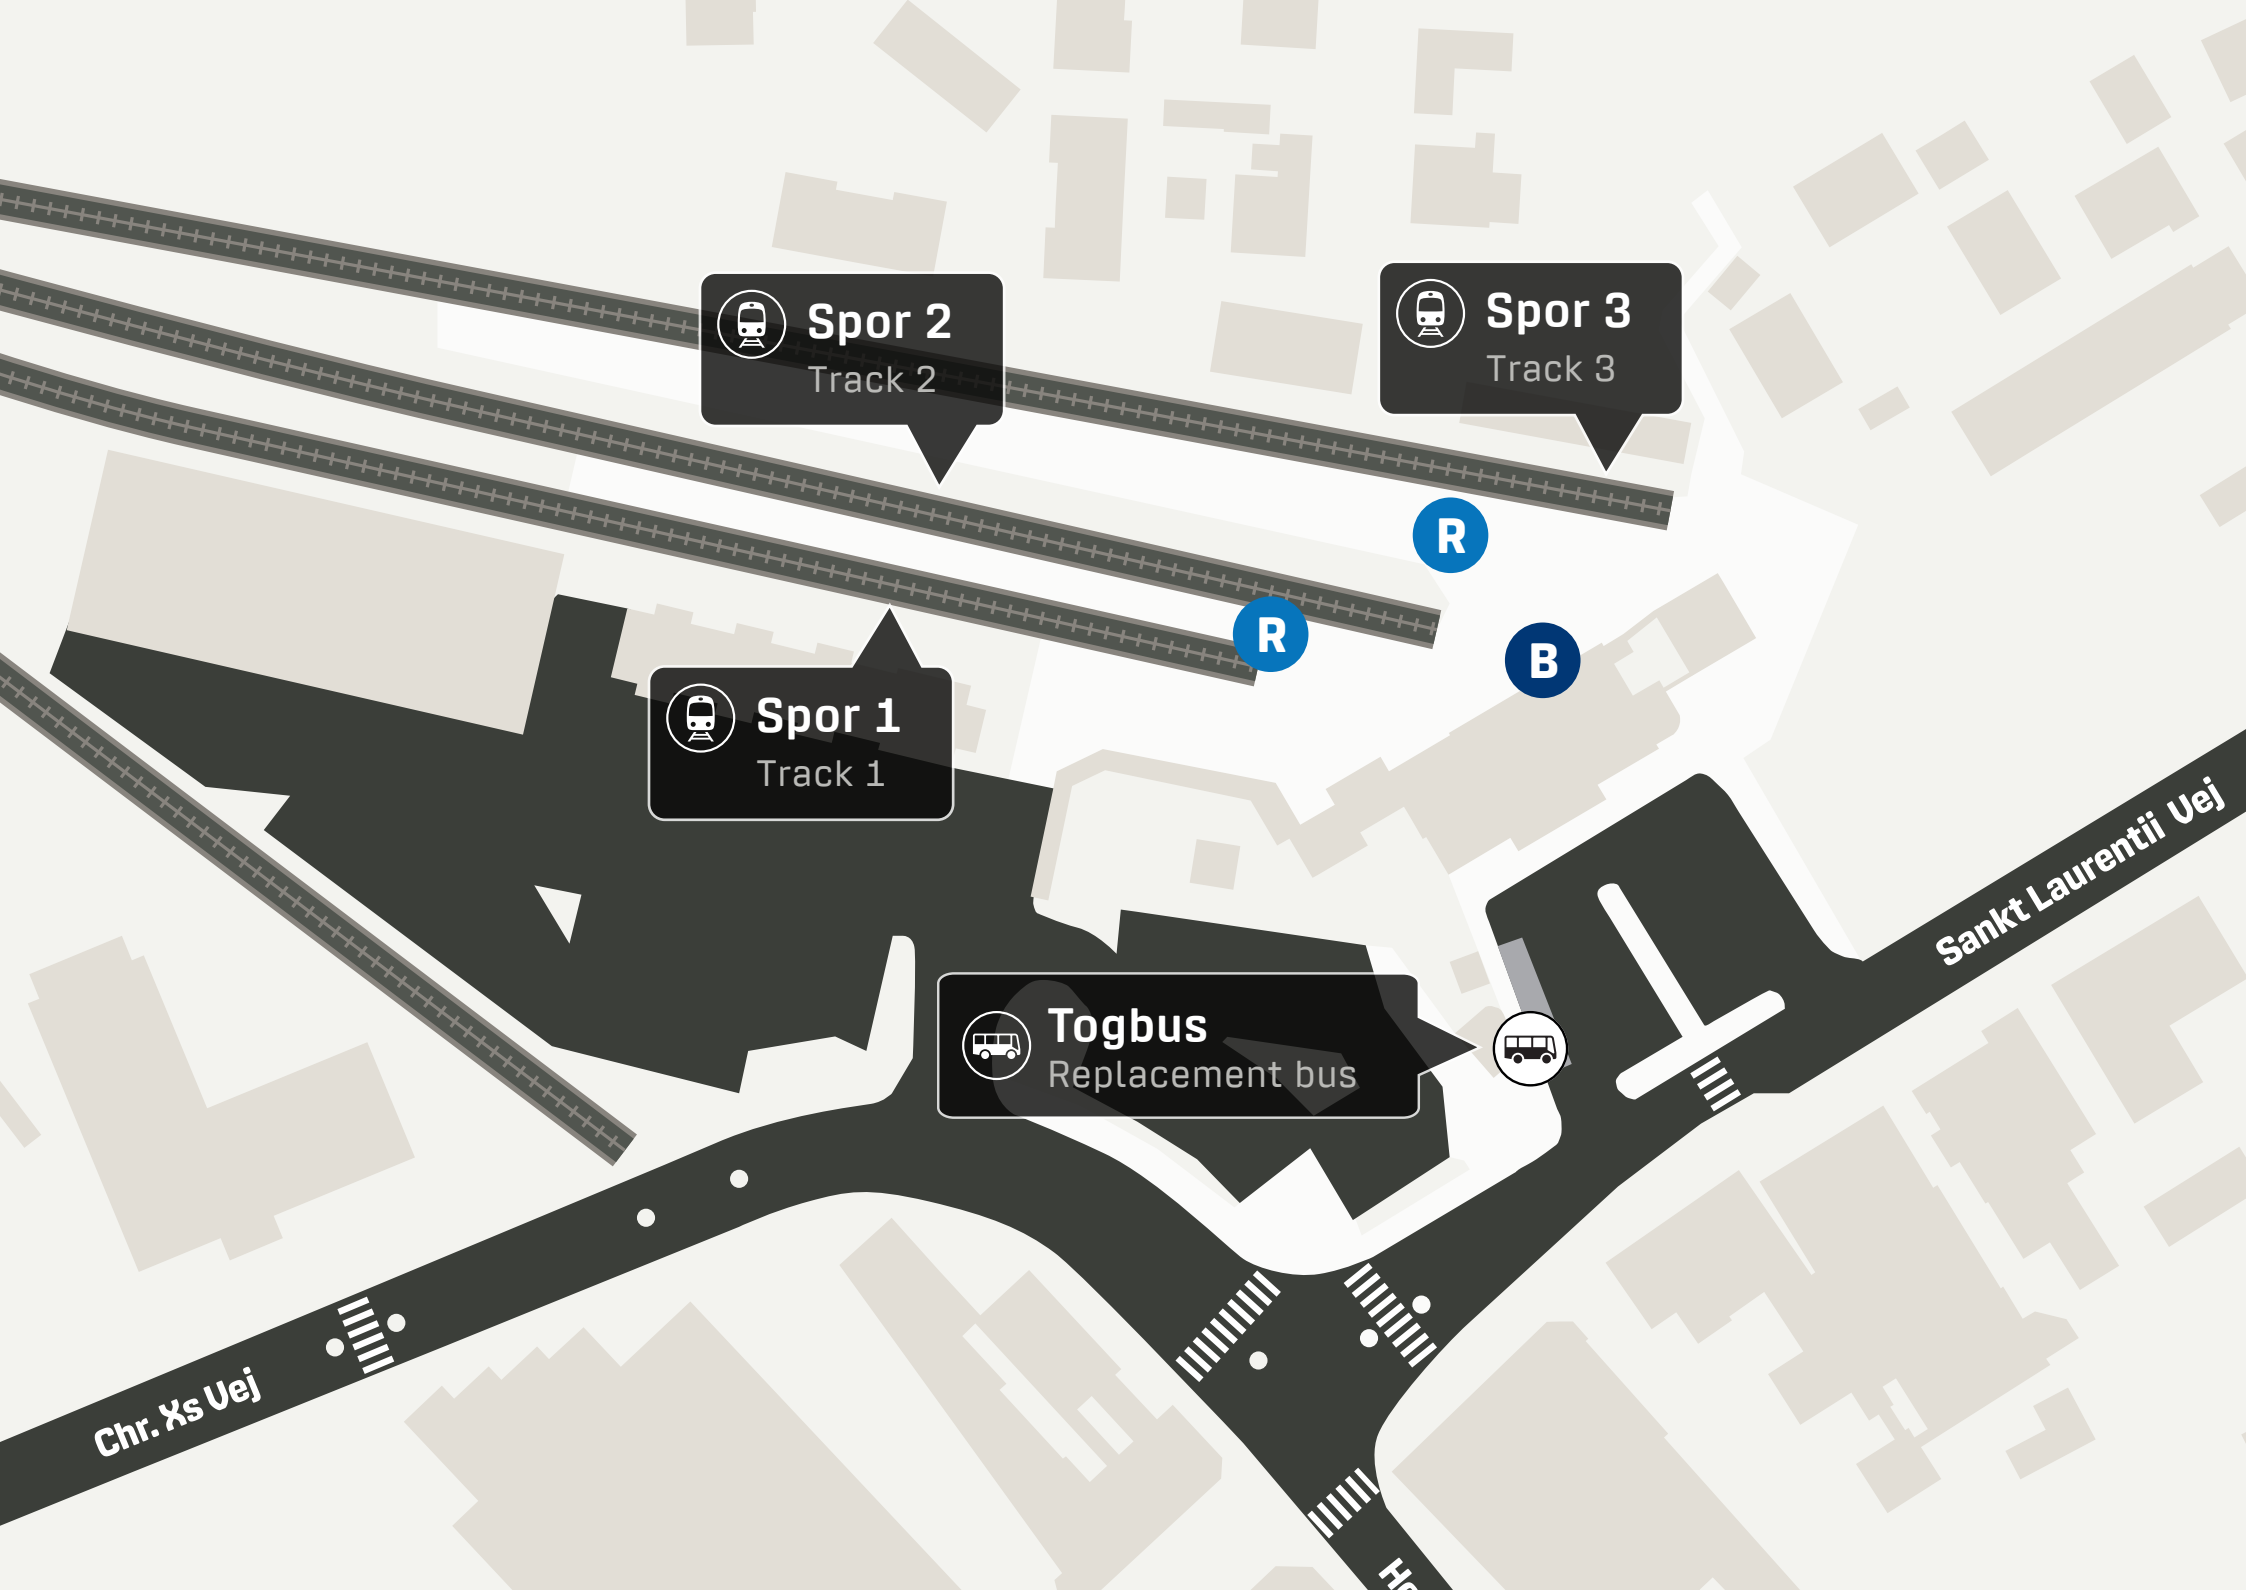 Spor 2
Track 2
Spor 3
Track 3
R
R
B
Spor 1
Track 1
Sankt Laurentii Vej
Togbus
Replacement bus
Chr. Xs Vej